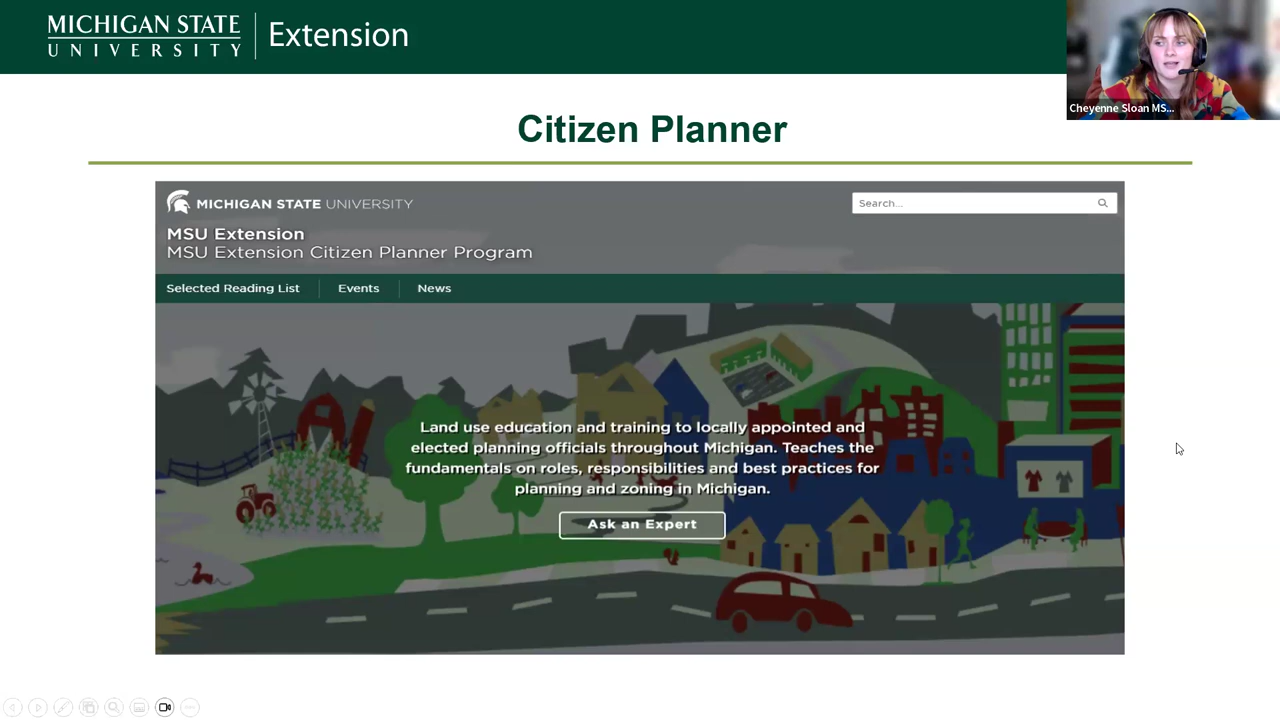 MICHIGAN STATE
UNIVERSITY
Extension
Cheyenne Sloan MS...
Citizen Planner
MICHIGAN STATE UNIVERSITY
Search...
MSU Extension
MSU Extension Citizen Planner Program
Selected Reading List
Events
News
Land use education and training to locally appointed and
elected planning officials throughout Michigan. Teaches the
fundamentals on roles, responsibilities and best practices for
planning and zoning in Michigan.
Ask an Expert